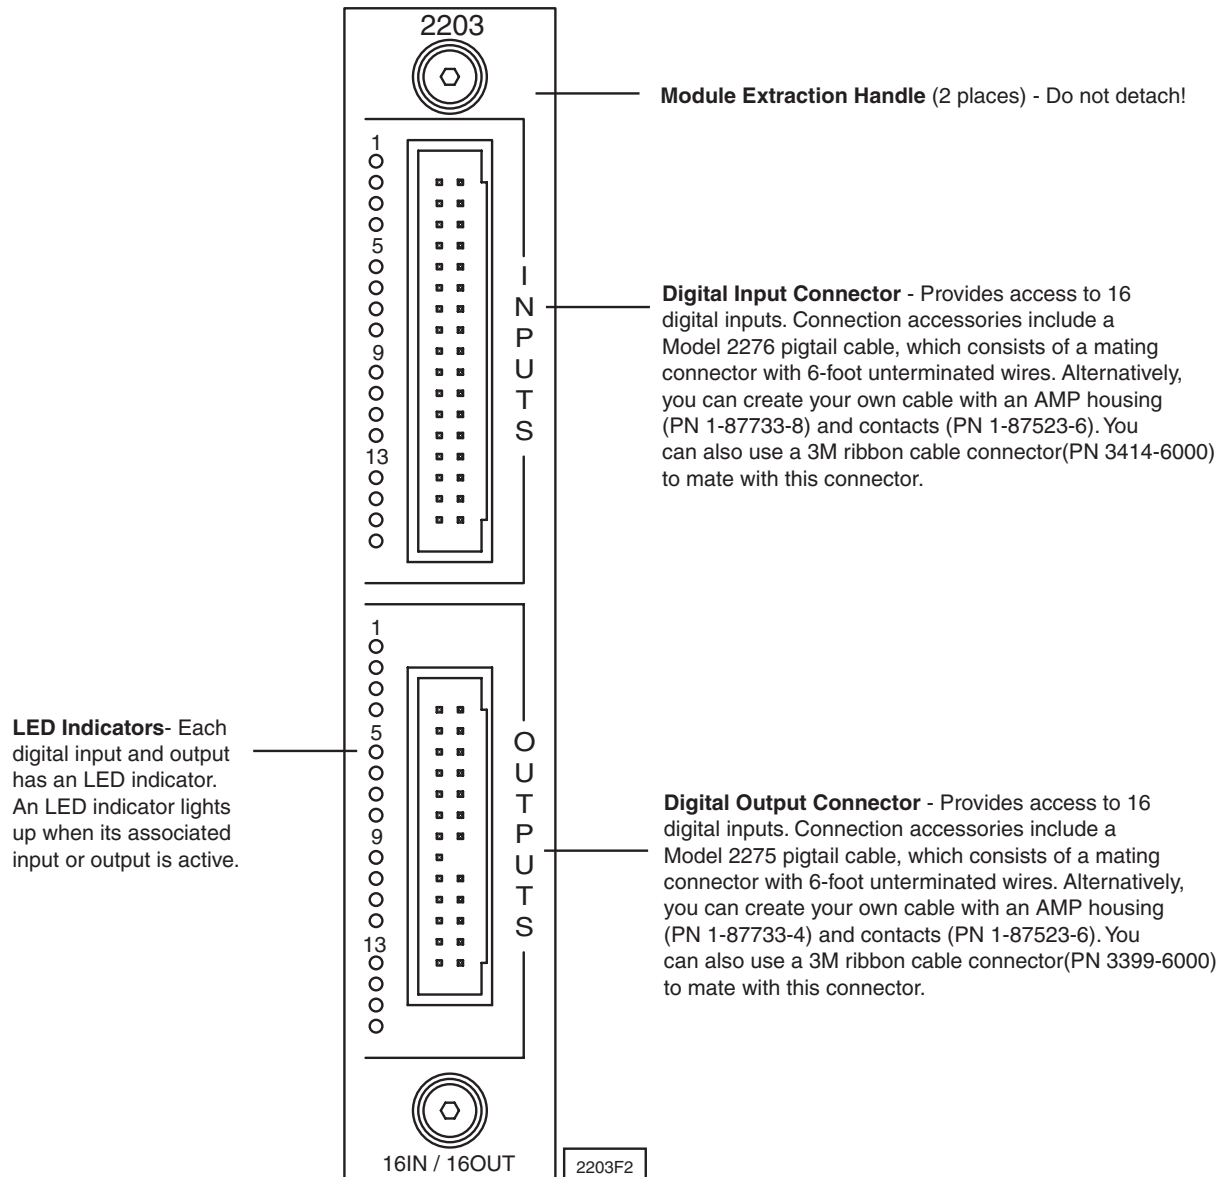 2203
Module Extraction Handle (2 places) - Do not detach!
1
5
9
13
I
N
P
U
T
S
Digital Input Connector - Provides access to 16
digital inputs. Connection accessories include a
Model 2276 pigtail cable, which consists of a mating
connector with 6-foot unterminated wires. Alternatively,
you can create your own cable with an AMP housing
(PN 1-87733-8) and contacts (PN 1-87523-6). You
can also use a 3M ribbon cable connector(PN 3414-6000)
to mate with this connector.
1
5
9
13
O
U
T
P
U
T
S
LED Indicators- Each
digital input and output
has an LED indicator.
An LED indicator lights
up when its associated
input or output is active.
Digital Output Connector - Provides access to 16
digital inputs. Connection accessories include a
Model 2275 pigtail cable, which consists of a mating
connector with 6-foot unterminated wires. Alternatively,
you can create your own cable with an AMP housing
(PN 1-87733-4) and contacts (PN 1-87523-6). You
can also use a 3M ribbon cable connector(PN 3399-6000)
to mate with this connector.
16IN / 16OUT
2203F2